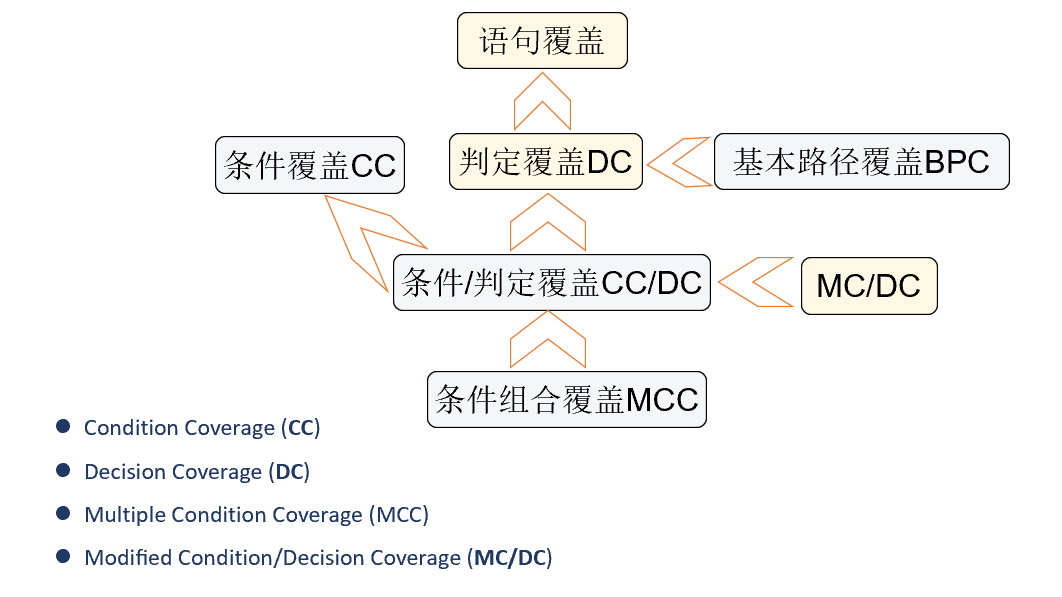 语句覆盖
条件覆盖CC
判定覆盖DC
基本路径覆盖BPC
条件/判定覆盖CC/DC
MC/DC
条件组合覆盖MCC
Condition Coverage (CC)
Decision Coverage (DC)
Multiple Condition Coverage (MCC)
Modified Condition/Decision Coverage (MC/DC)